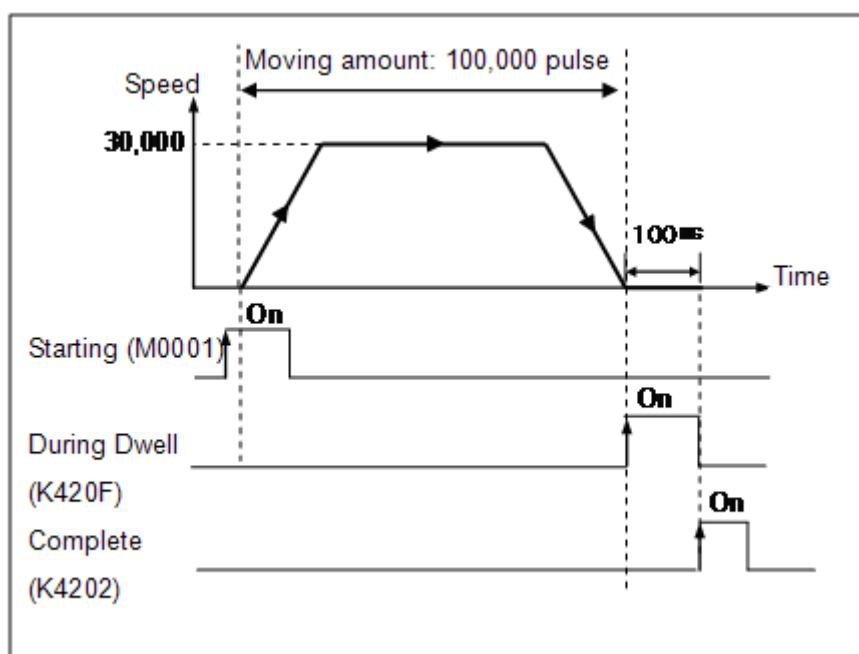 Moving amount: 100,000 pulse
Speed
30,000
100ms
Time
On
Starting (M0001)
On
During Dwell
(K420F)
On
Complete
(K4202)